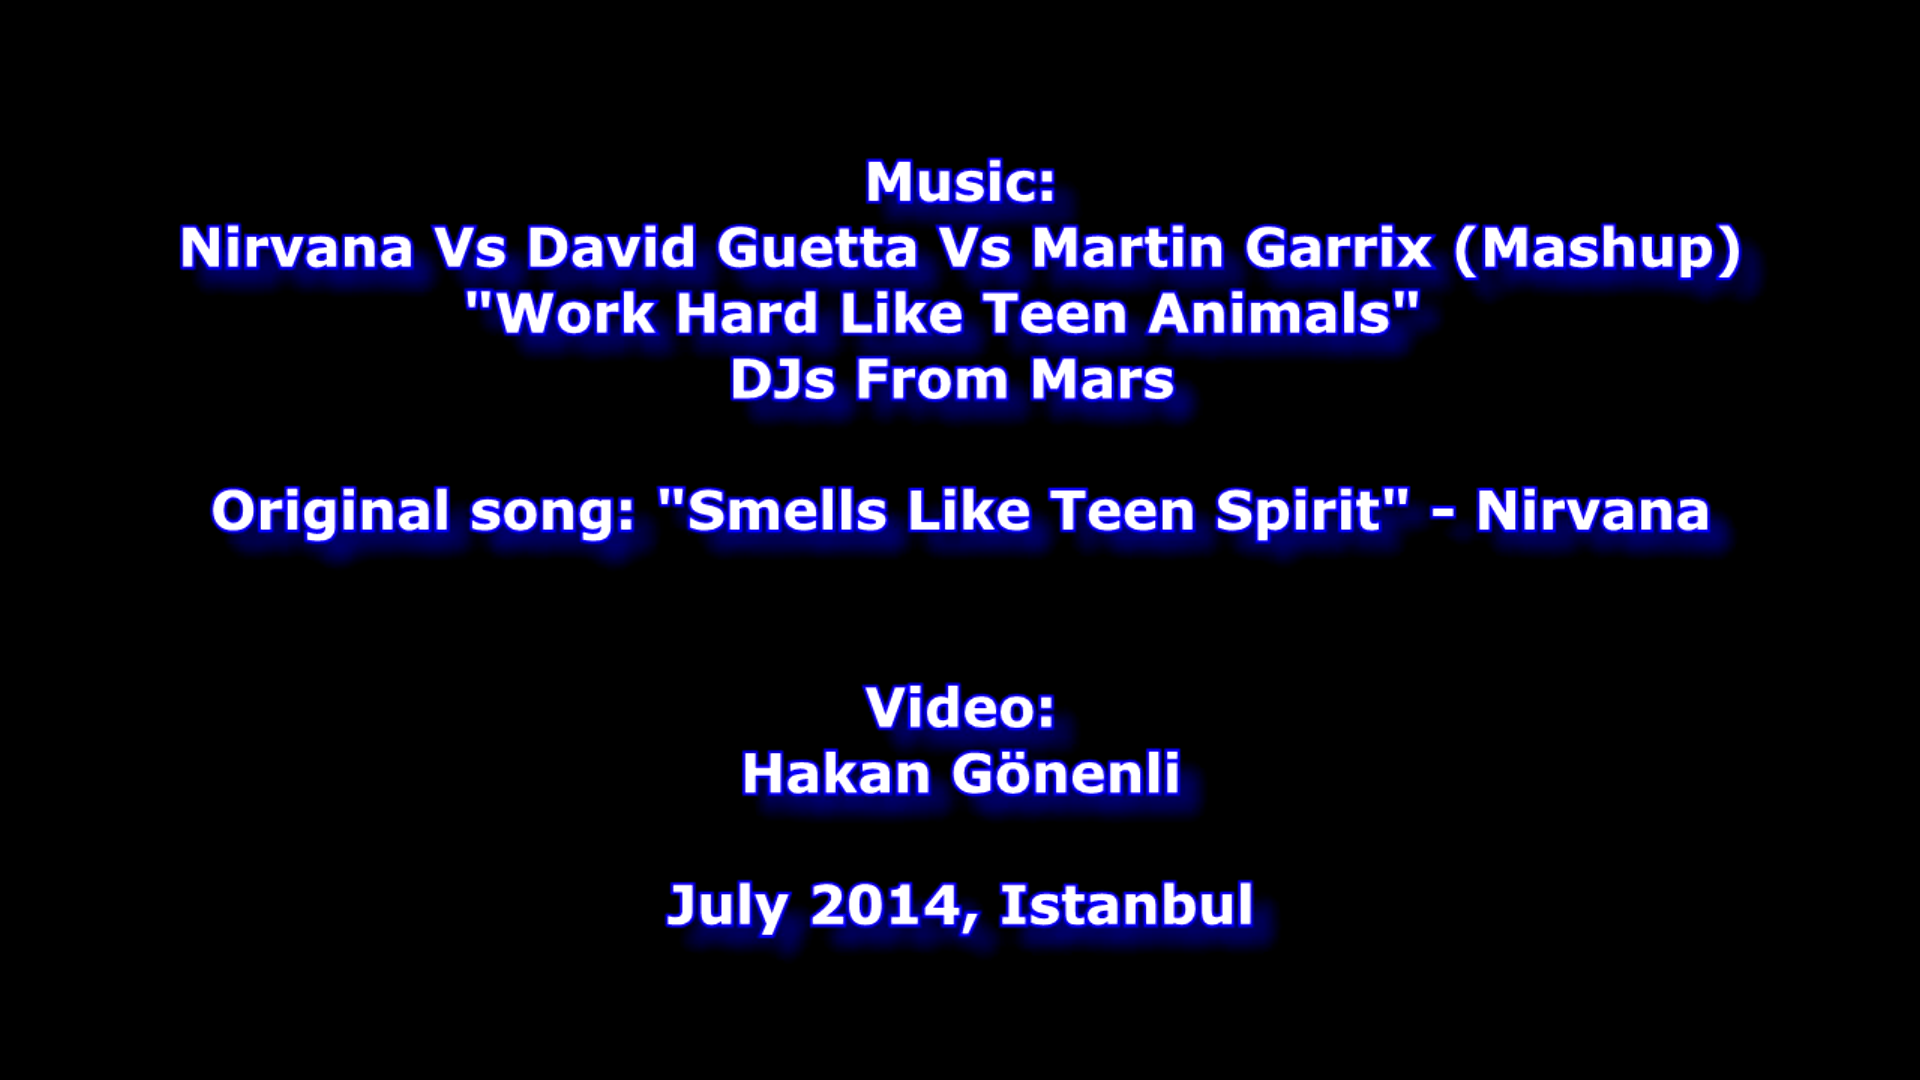 Music:
Nirvana Vs David Guetta Vs Martin Garrix (Mashup)
"Work Hard Like Teen Animals"
DJs From Mars
Original song: "Smells Like Teen Spirit" - Nirvana
Video:
Hakan Gönenli
July 2014, Istanbul